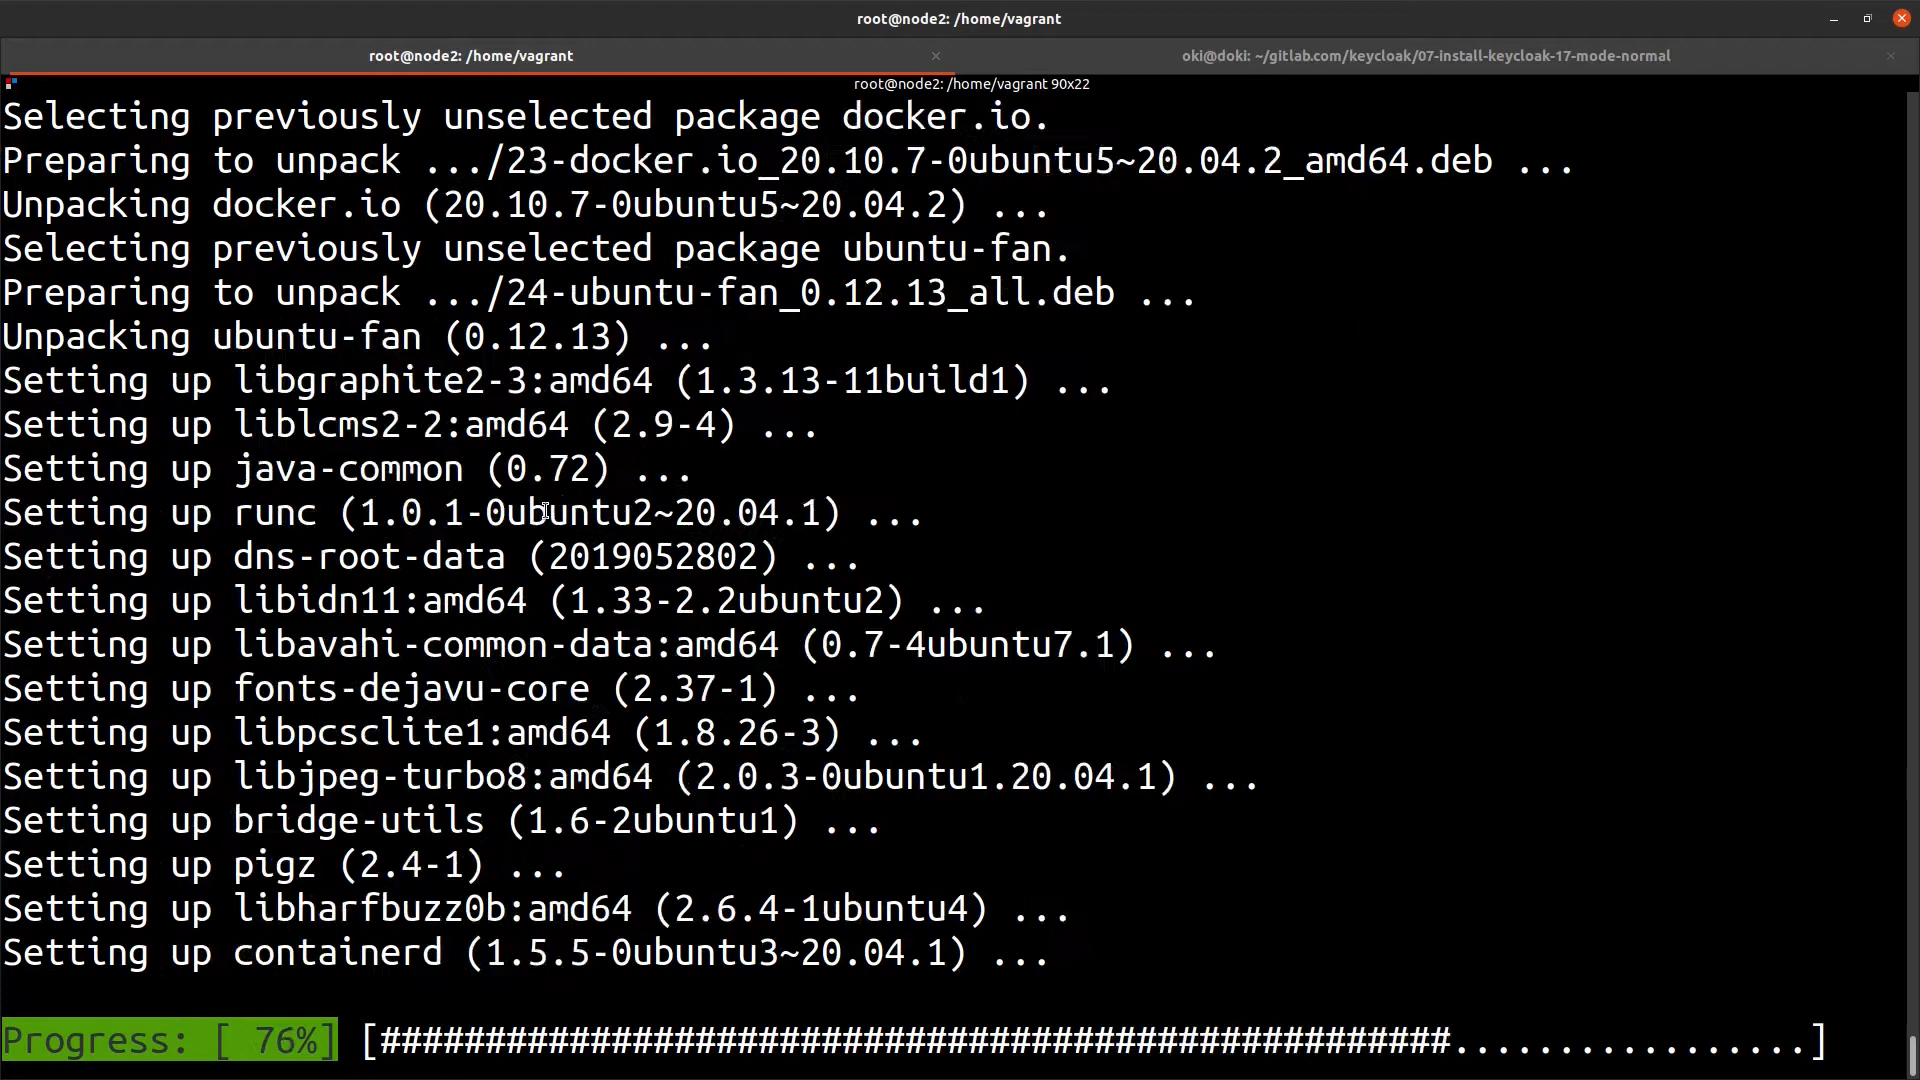 root@node2: /home/vagrant
root@node2: /home/vagrant
oki@doki: ~/gitlab.com/keycloak/07-install-keycloak-17-mode-normal
root@node2: /home/vagrant 90x22
Selecting previously unselected package docker.io.
Preparing to unpack .../23-docker.io_20.10.7-0ubuntu5~20.04.2_amd64.deb ...
Unpacking docker.io (20.10.7-0ubuntu5~20.04.2) ...
Selecting previously unselected package ubuntu-fan.
Preparing to unpack .../24-ubuntu-fan_0.12.13_all.deb ...
Unpacking ubuntu-fan (0.12.13) ...
Setting up libgraphite2-3:amd64 (1.3.13-11build1) ...
Setting up liblcms2-2:amd64 (2.9-4) ...
Setting up java-common (0.72) ...
Setting up runc (1.0.1-0ubuntu2~20.04.1) ...
Setting up dns-root-data (2019052802) ...
Setting up libidn11:amd64 (1.33-2.2ubuntu2) ...
Setting up libavahi-common-data:amd64 (0.7-4ubuntu7.1) ...
Setting up fonts-dejavu-core (2.37-1) ...
Setting up libpcsclite1:amd64 (1.8.26-3) ...
Setting up libjpeg-turbo8:amd64 (2.0.3-0ubuntu1.20.04.1) ...
Setting up bridge-utils (1.6-2ubuntu1) ...
Setting up pigz (2.4-1) ...
Setting up libharfbuzz0b:amd64 (2.6.4-1ubuntu4) ...
Setting up containerd (1.5.5-0ubuntu3~20.04.1) ...
Progress: [ 76%] [###################################################.................]